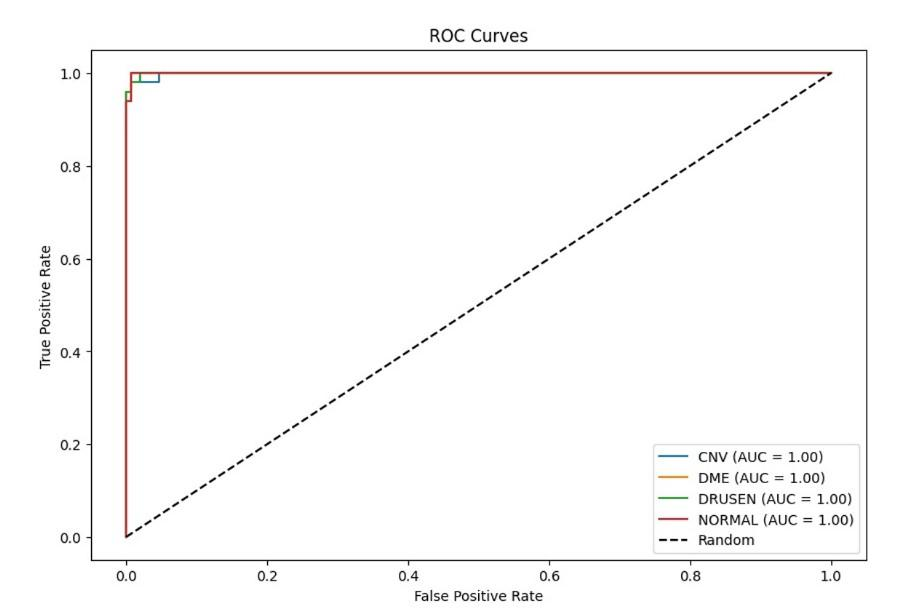 ROC Curves
1.0
0.8
0.6
0.4
0.2
0.0
True Positive Rate
0.0 0.2 0.4 0.6 0.8 1.0
False Positive Rate
CNV (AUC = 1.00)
DME (AUC = 1.00)
DRUSEN (AUC = 1.00)
NORMAL (AUC = 1.00)
Random